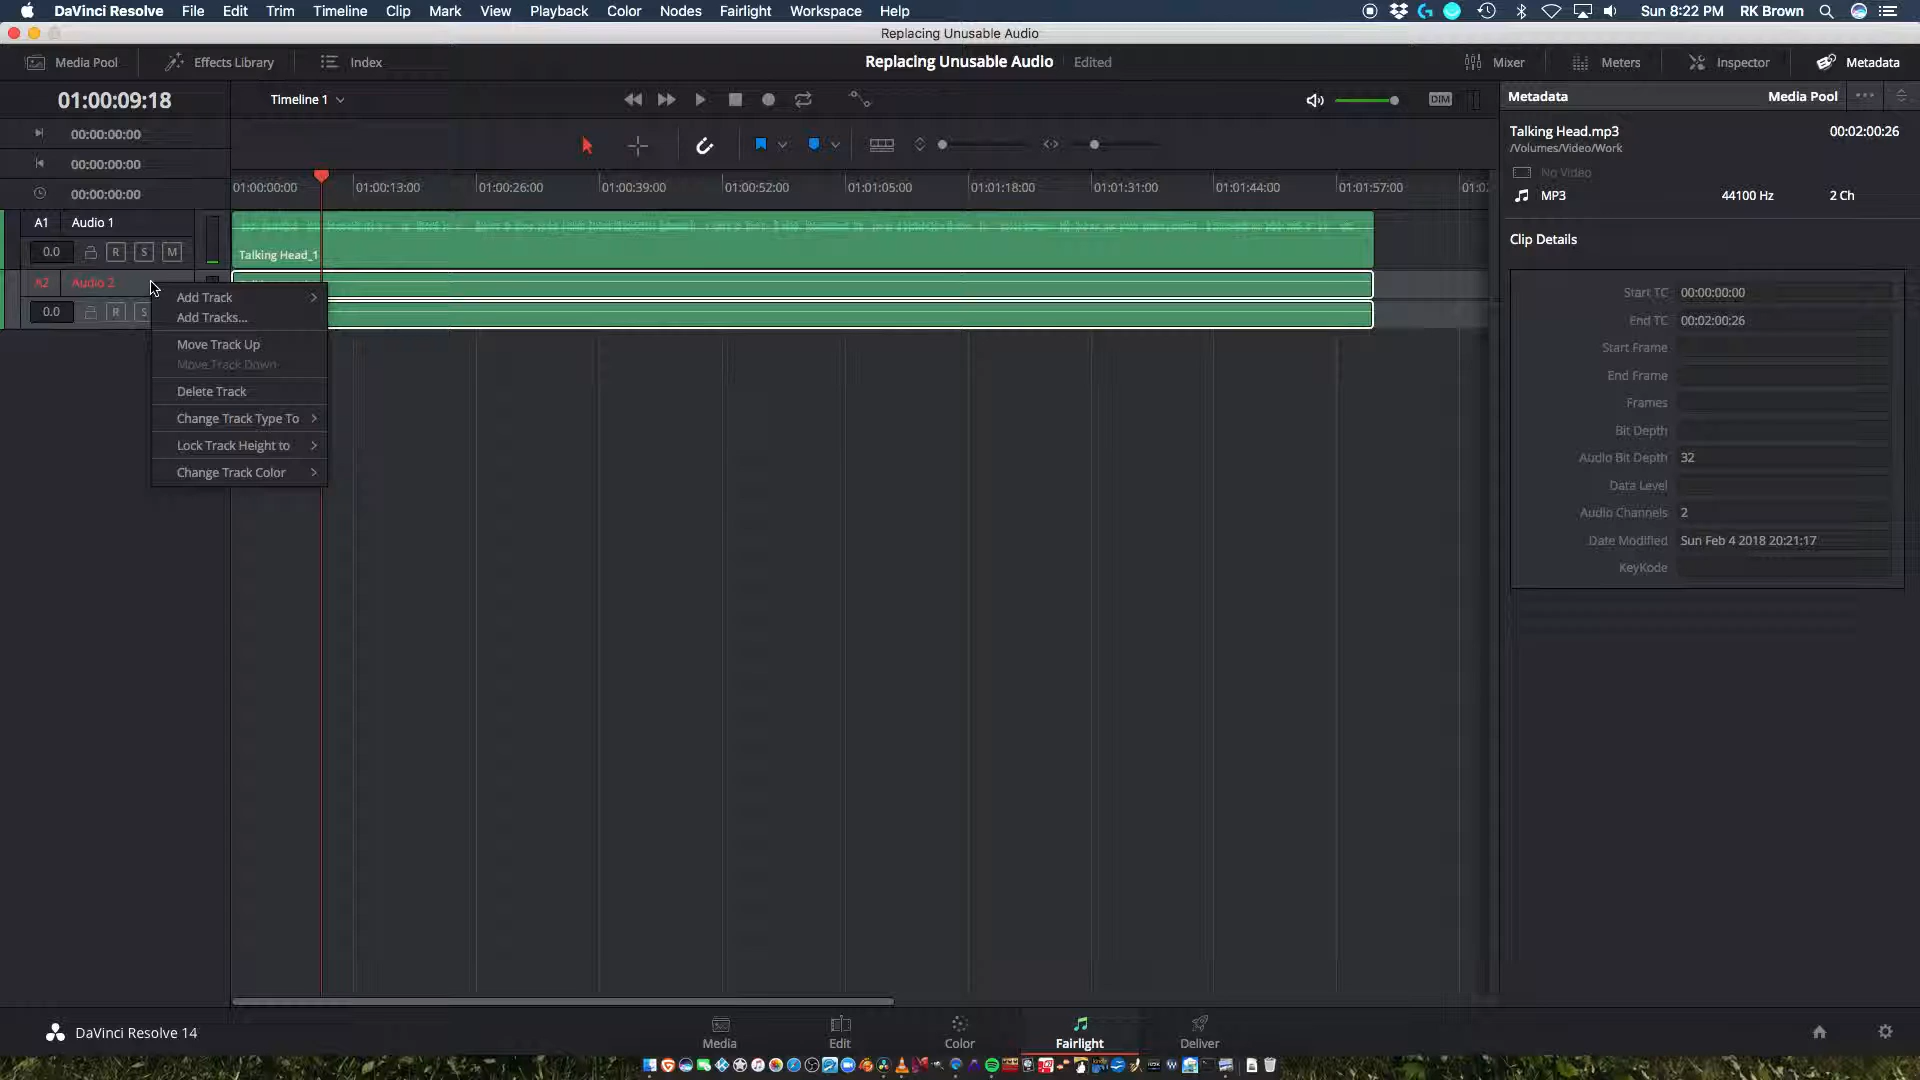 DaVinci Resolve File Edit Trim Timeline Clip Mark View Playback Color Nodes Fairlight Workspace Help Sun 8:22 PM RK Brown
Replacing Unusable Audio
Media Pool Effects Library Index Replacing Unusable Audio Edited Mixer Meters Inspector Metadata
01:00:09:18 Timeline 1 DIM Metadata Media Pool
00:00:00:00
00:00:00:00
00:00:00:00
01:00:00:00 01:00:13:00 01:00:26:00 01:00:39:00 01:00:52:00 01:01:05:00 01:01:18:00 01:01:31:00 01:01:44:00 01:01:57:00
A1 Audio 1
0.0 R S M
Talking Head_1
A2 Audio 2
0.0 R S
Add Track
Add Tracks...
Move Track Up
Move Track Down
Delete Track
Change Track Type To
Lock Track Height to
Change Track Color
Talking Head.mp3 00:02:00:26
/Volumes/Video/Work
No Video
MP3 44100 Hz 2 Ch
Clip Details
Start TC 00:00:00:00
End TC 00:02:00:26
Start Frame
End Frame
Frames
Bit Depth
Audio Bit Depth 32
Data Level
Audio Channels 2
Date Modified Sun Feb 4 2018 20:21:17
KeyKode
DaVinci Resolve 14
Media Edit Color Fairlight Deliver